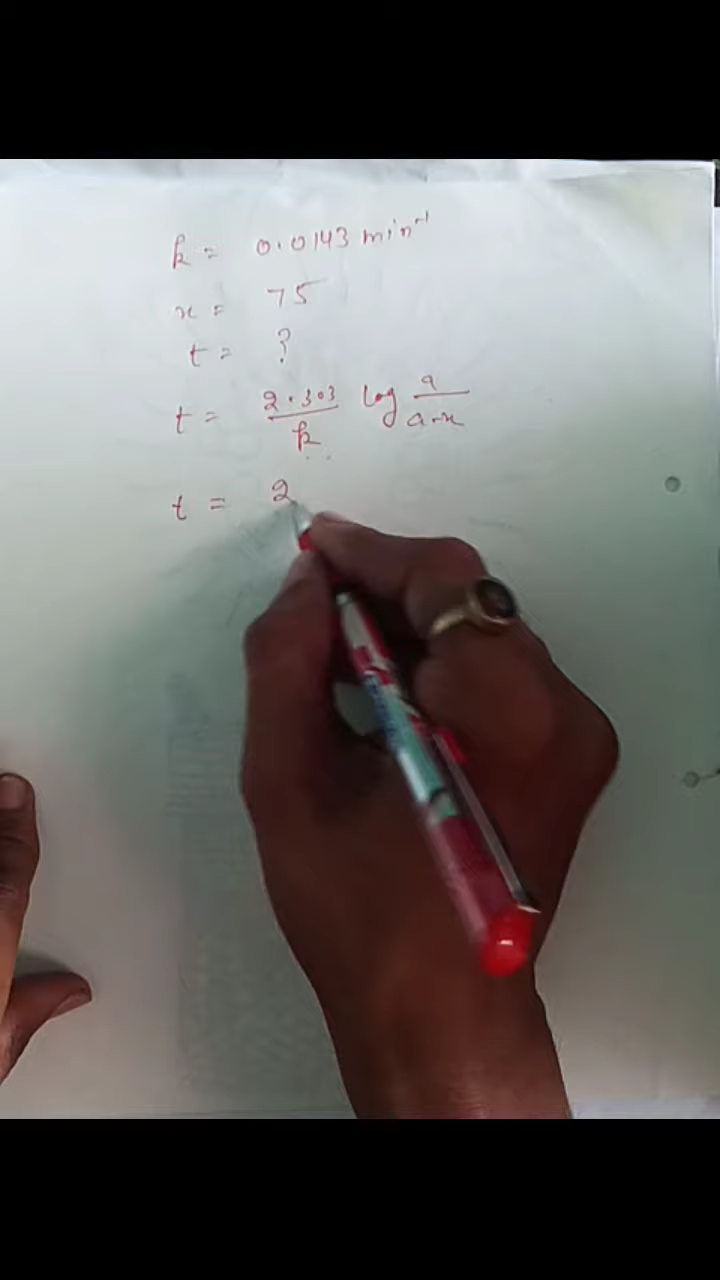 k = 0.0143 min⁻¹
x = 75
t = ?
t = 2.303/k log a/a-x
t = 2